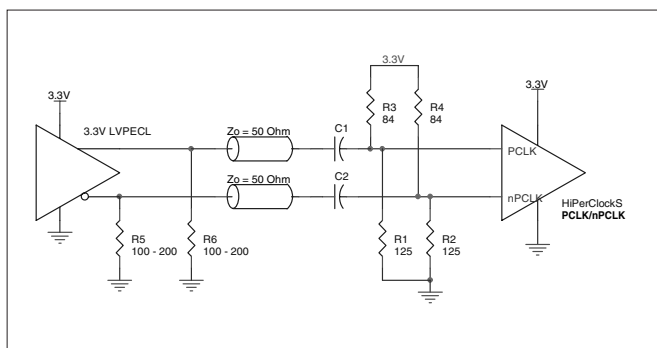 3.3V
3.3V LVPECL
Zo = 50 Ohm
C1
3.3V
R3
84
R4
84
3.3V
PCLK
Zo = 50 Ohm
C2
nPCLK
HiPerClockS
PCLK/nPCLK
R5
100 - 200
R6
100 - 200
R1
125
R2
125